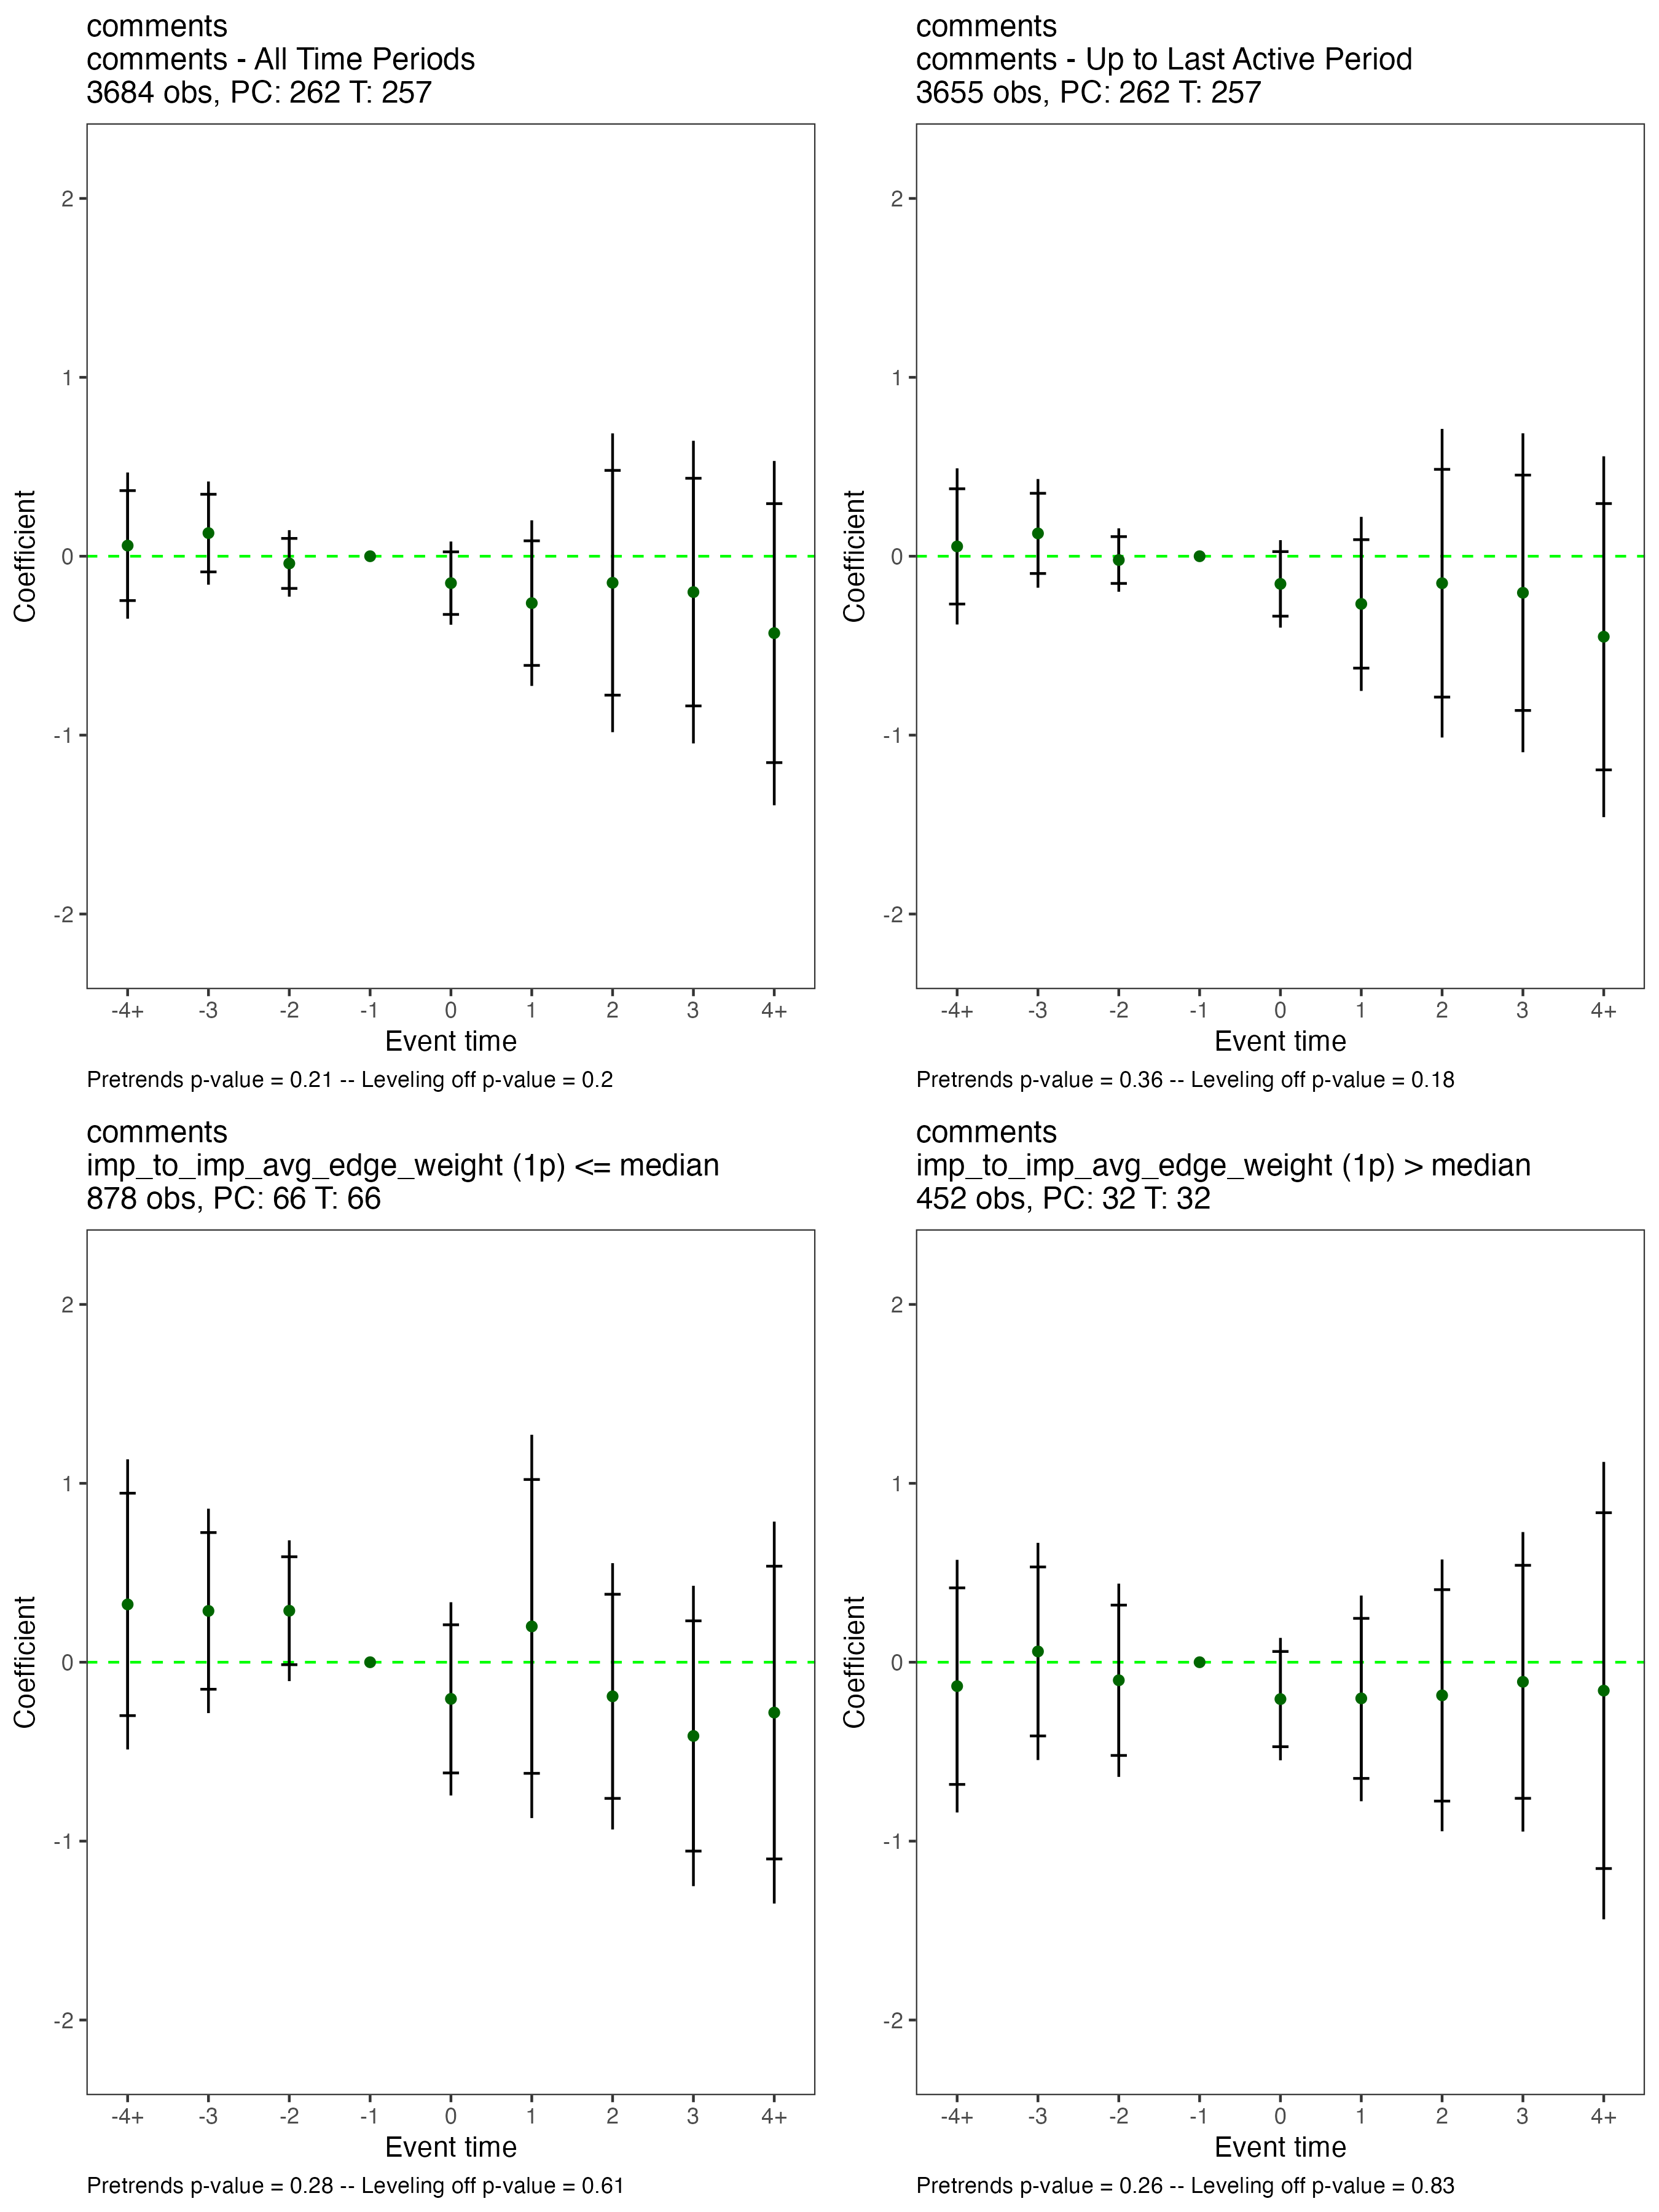 comments
comments - All Time Periods
3684 obs, PC: 262 T: 257
Coefficient
2
1
0
-1
-2
-4+ -3 -2 -1 0 1 2 3 4+
Event time
Pretrends p-value = 0.21 -- Leveling off p-value = 0.2
comments
comments - Up to Last Active Period
3655 obs, PC: 262 T: 257
Coefficient
2
1
0
-1
-2
-4+ -3 -2 -1 0 1 2 3 4+
Event time
Pretrends p-value = 0.36 -- Leveling off p-value = 0.18
comments
imp_to_imp_avg_edge_weight (1p) <= median
878 obs, PC: 66 T: 66
Coefficient
2
1
0
-1
-2
-4+ -3 -2 -1 0 1 2 3 4+
Event time
Pretrends p-value = 0.28 -- Leveling off p-value = 0.61
comments
imp_to_imp_avg_edge_weight (1p) > median
452 obs, PC: 32 T: 32
Coefficient
2
1
0
-1
-2
-4+ -3 -2 -1 0 1 2 3 4+
Event time
Pretrends p-value = 0.26 -- Leveling off p-value = 0.83